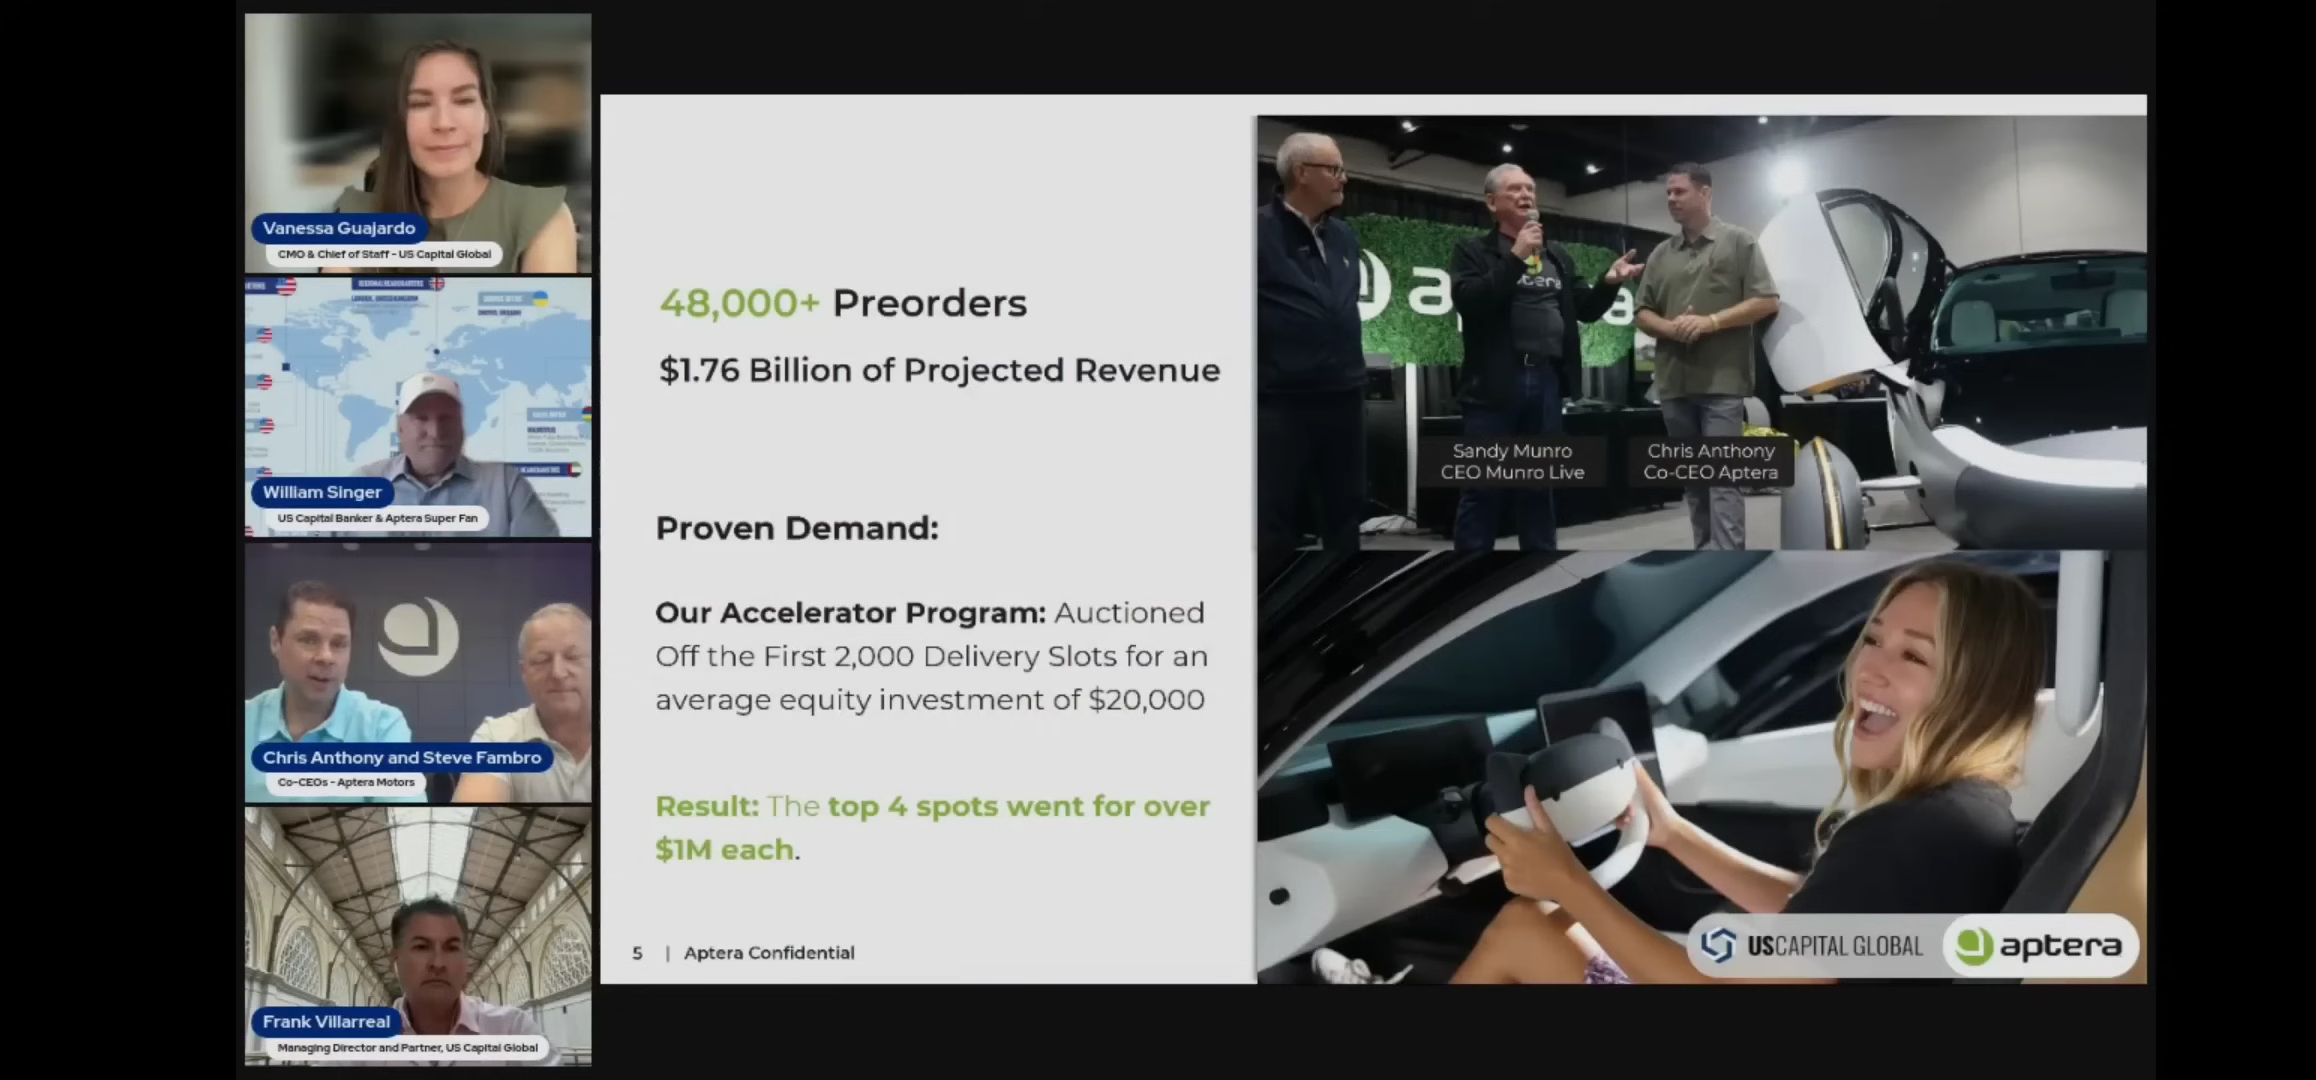 Vanessa Guajardo
CMO & Chief of Staff - US Capital Global
REGIONAL HEADQUARTERS
William Singer
US Capital Banker & Aptera Super Fan
Chris Anthony and Steve Fambro
Co-CEOs - Aptera Motors
Frank Villarreal
Managing Director and Partner, US Capital Global
48,000+ Preorders
$1.76 Billion of Projected Revenue
Proven Demand:
Our Accelerator Program: Auctioned
Off the First 2,000 Delivery Slots for an
average equity investment of $20,000
Result: The top 4 spots went for over
$1M each.
5 | Aptera Confidential
Sandy Munro
CEO Munro Live
Chris Anthony
Co-CEO Aptera
USCAPITAL GLOBAL
aptera